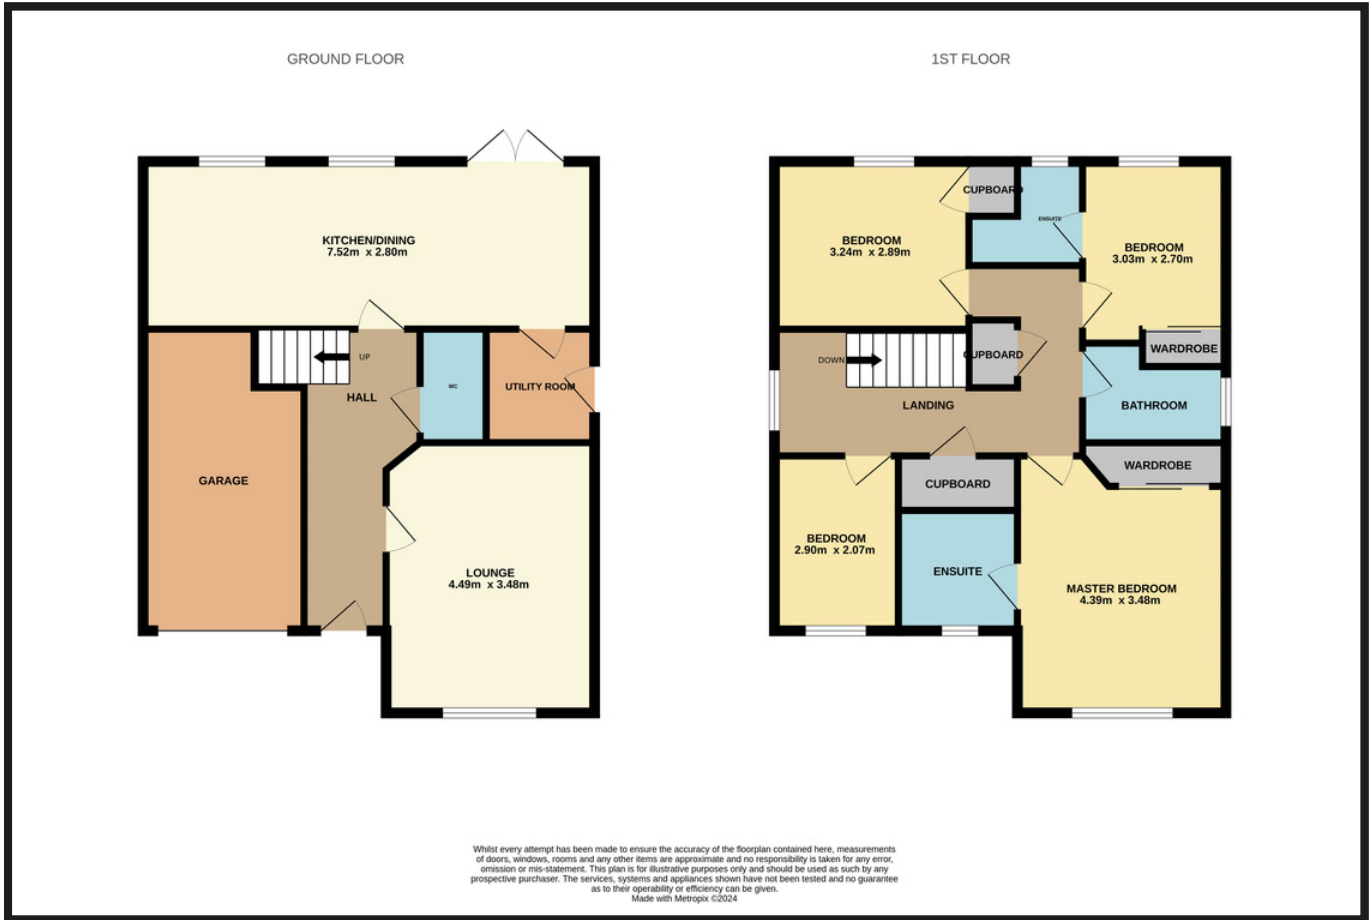 GROUND FLOOR
KITCHEN/DINING
7.52m x 2.80m
UP
HALL
WC
UTILITY ROOM
GARAGE
LOUNGE
4.49m x 3.48m
1ST FLOOR
CUPBOARD
ENSUITE
BEDROOM
3.24m x 2.89m
BEDROOM
3.03m x 2.70m
DOWN
CUPBOARD
WARDROBE
LANDING
BATHROOM
WARDROBE
CUPBOARD
BEDROOM
2.90m x 2.07m
ENSUITE
MASTER BEDROOM
4.39m x 3.48m
Whilst every attempt has been made to ensure the accuracy of the floorplan contained here, measurements
of doors, windows, rooms and any other items are approximate and no responsibility is taken for any error,
omission or mis-statement. This plan is for illustrative purposes only and should be used as such by any
prospective purchaser. The services, systems and appliances shown have not been tested and no guarantee
as to their operability or efficiency can be given.
Made with Metropix ©2024